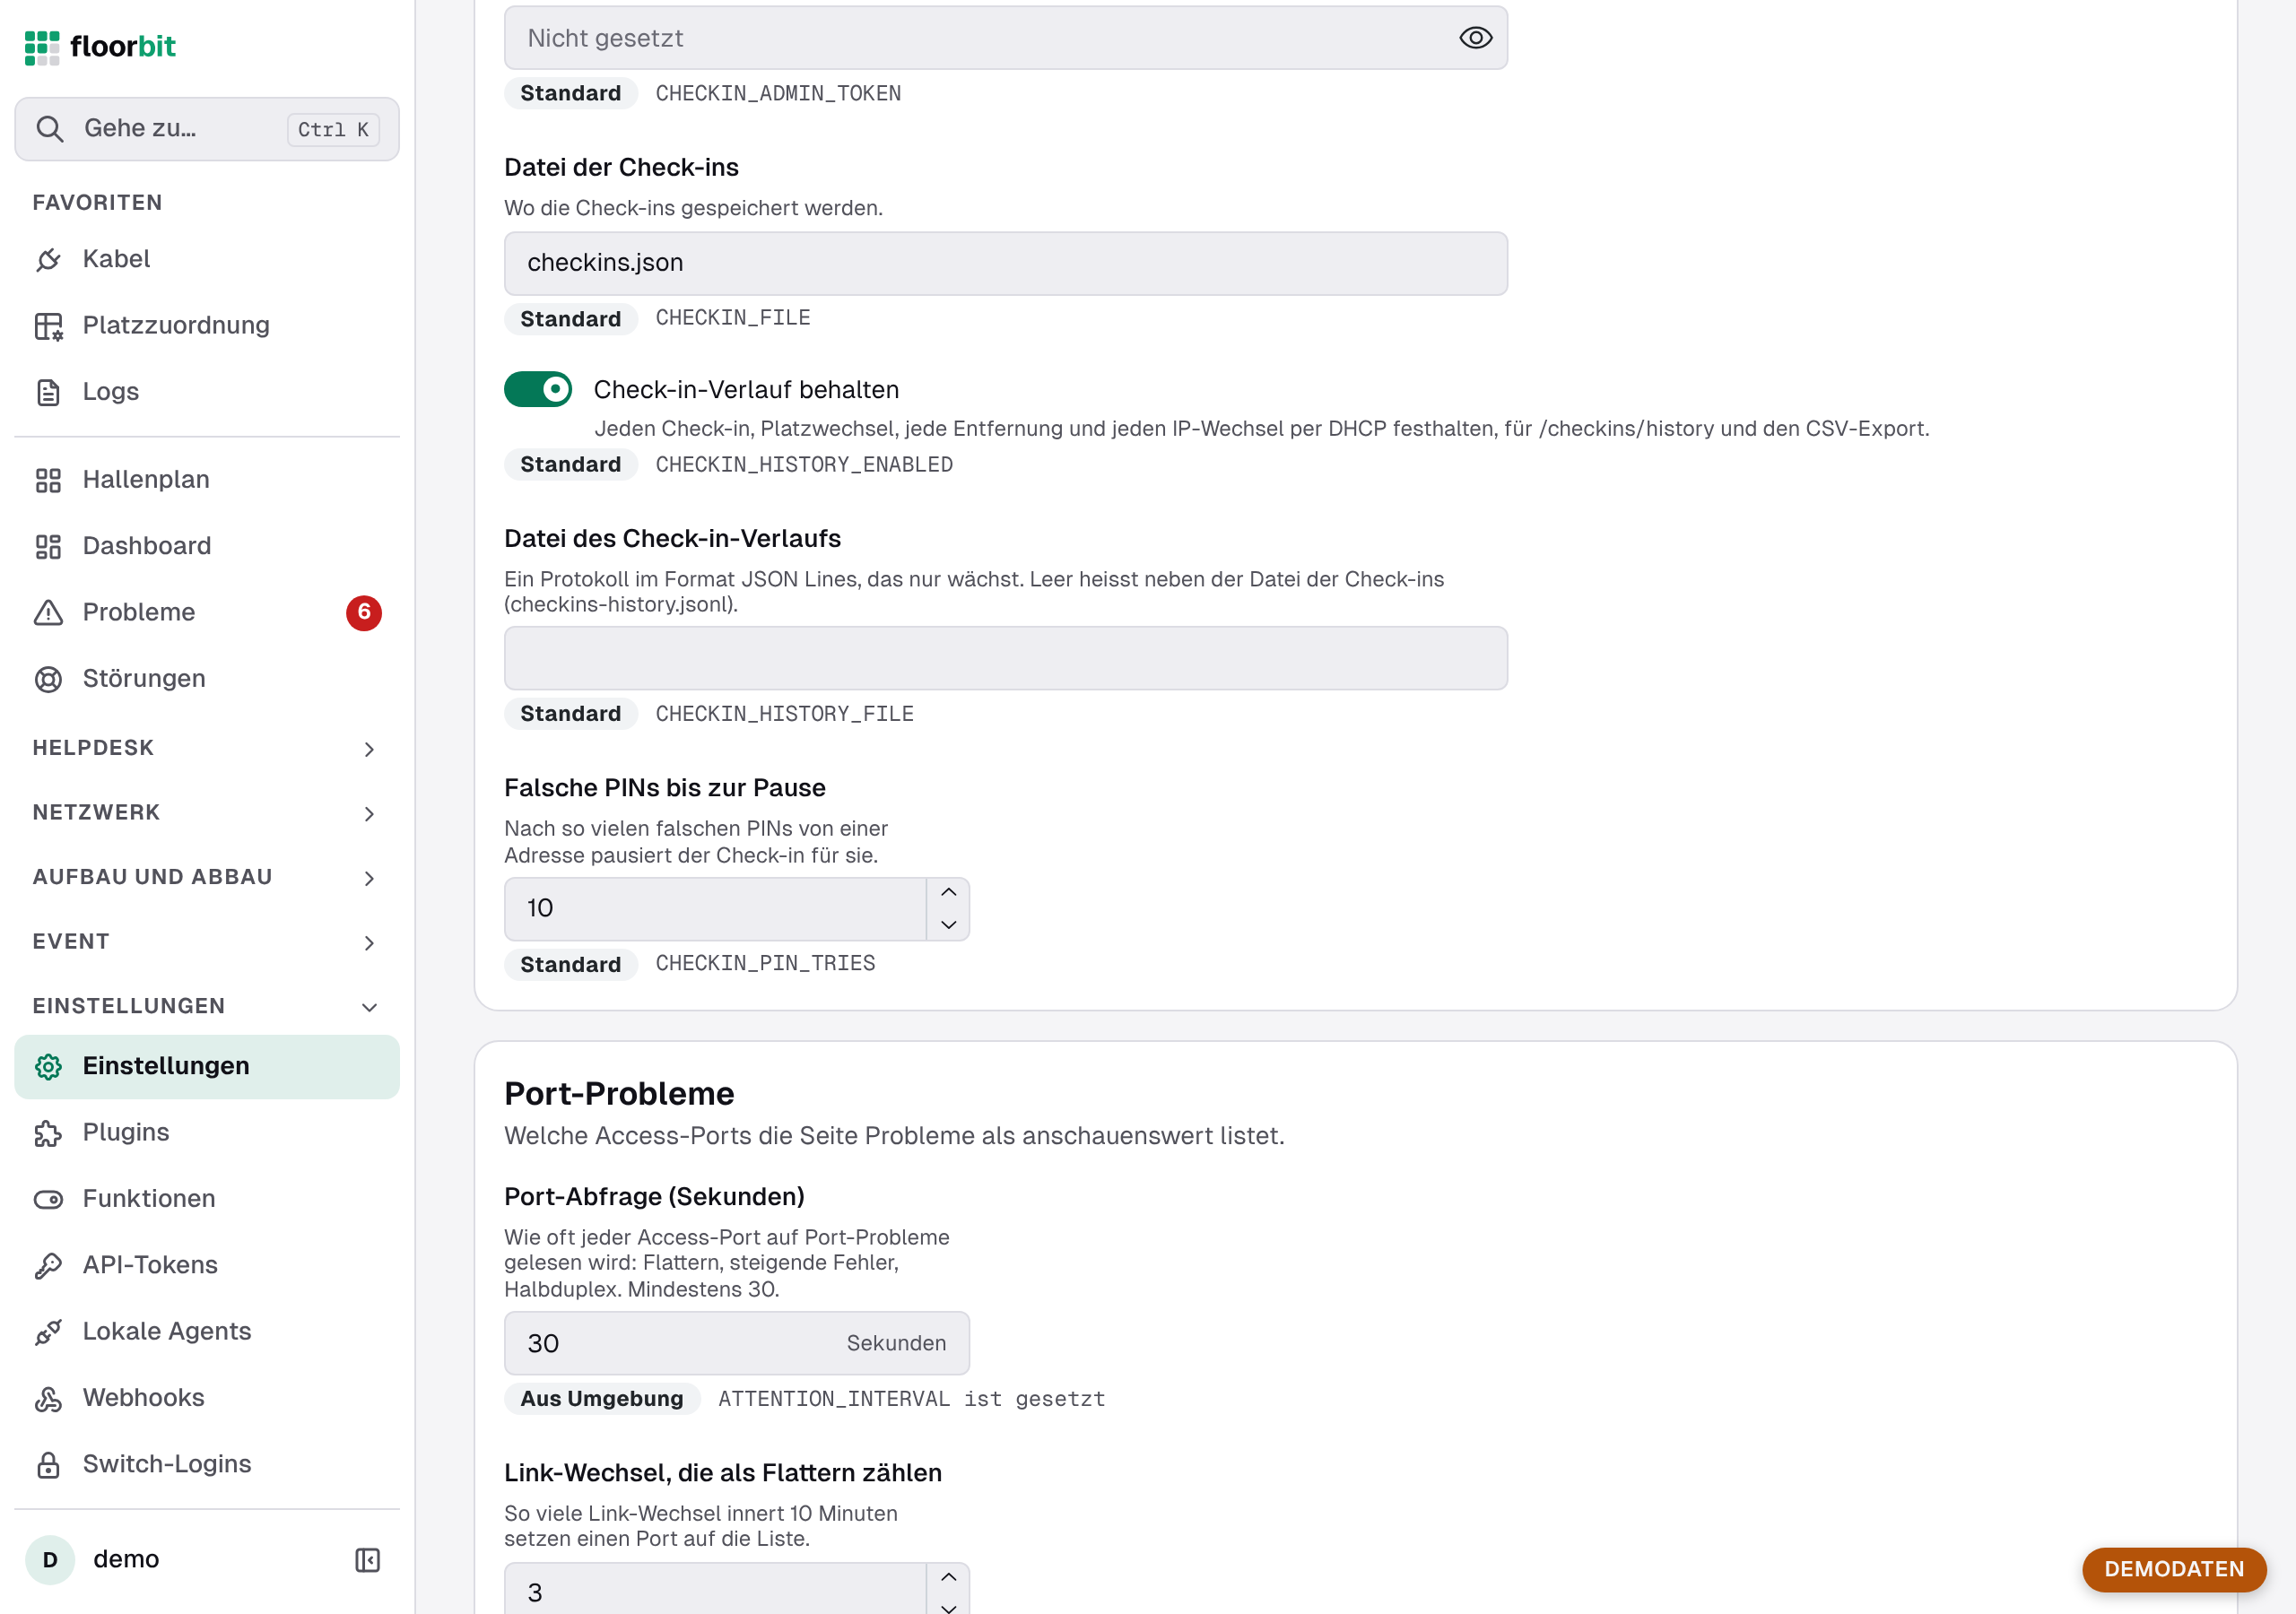 floorbit
Gehe zu...
Ctrl K
FAVORITEN
Kabel
Platzzuordnung
Logs
Hallenplan
Dashboard
Probleme
6
Störungen
HELPDESK
NETZWERK
AUFBAU UND ABBAU
EVENT
EINSTELLUNGEN
Einstellungen
Plugins
Funktionen
API-Tokens
Lokale Agents
Webhooks
Switch-Logins
D
demo
Nicht gesetzt
Standard CHECKIN_ADMIN_TOKEN
Datei der Check-ins
Wo die Check-ins gespeichert werden.
checkins.json
Standard CHECKIN_FILE
Check-in-Verlauf behalten
Jeden Check-in, Platzwechsel, jede Entfernung und jeden IP-Wechsel per DHCP festhalten, für /checkins/history und den CSV-Export.
Standard CHECKIN_HISTORY_ENABLED
Datei des Check-in-Verlaufs
Ein Protokoll im Format JSON Lines, das nur wächst. Leer heisst neben der Datei der Check-ins
(checkins-history.jsonl).
Standard CHECKIN_HISTORY_FILE
Falsche PINs bis zur Pause
Nach so vielen falschen PINs von einer
Adresse pausiert der Check-in für sie.
10
Standard CHECKIN_PIN_TRIES
Port-Probleme
Welche Access-Ports die Seite Probleme als anschauenswert listet.
Port-Abfrage (Sekunden)
Wie oft jeder Access-Port auf Port-Probleme
gelesen wird: Flattern, steigende Fehler,
Halbduplex. Mindestens 30.
30 Sekunden
Aus Umgebung ATTENTION_INTERVAL ist gesetzt
Link-Wechsel, die als Flattern zählen
So viele Link-Wechsel innert 10 Minuten
setzen einen Port auf die Liste.
3
DEMODATEN